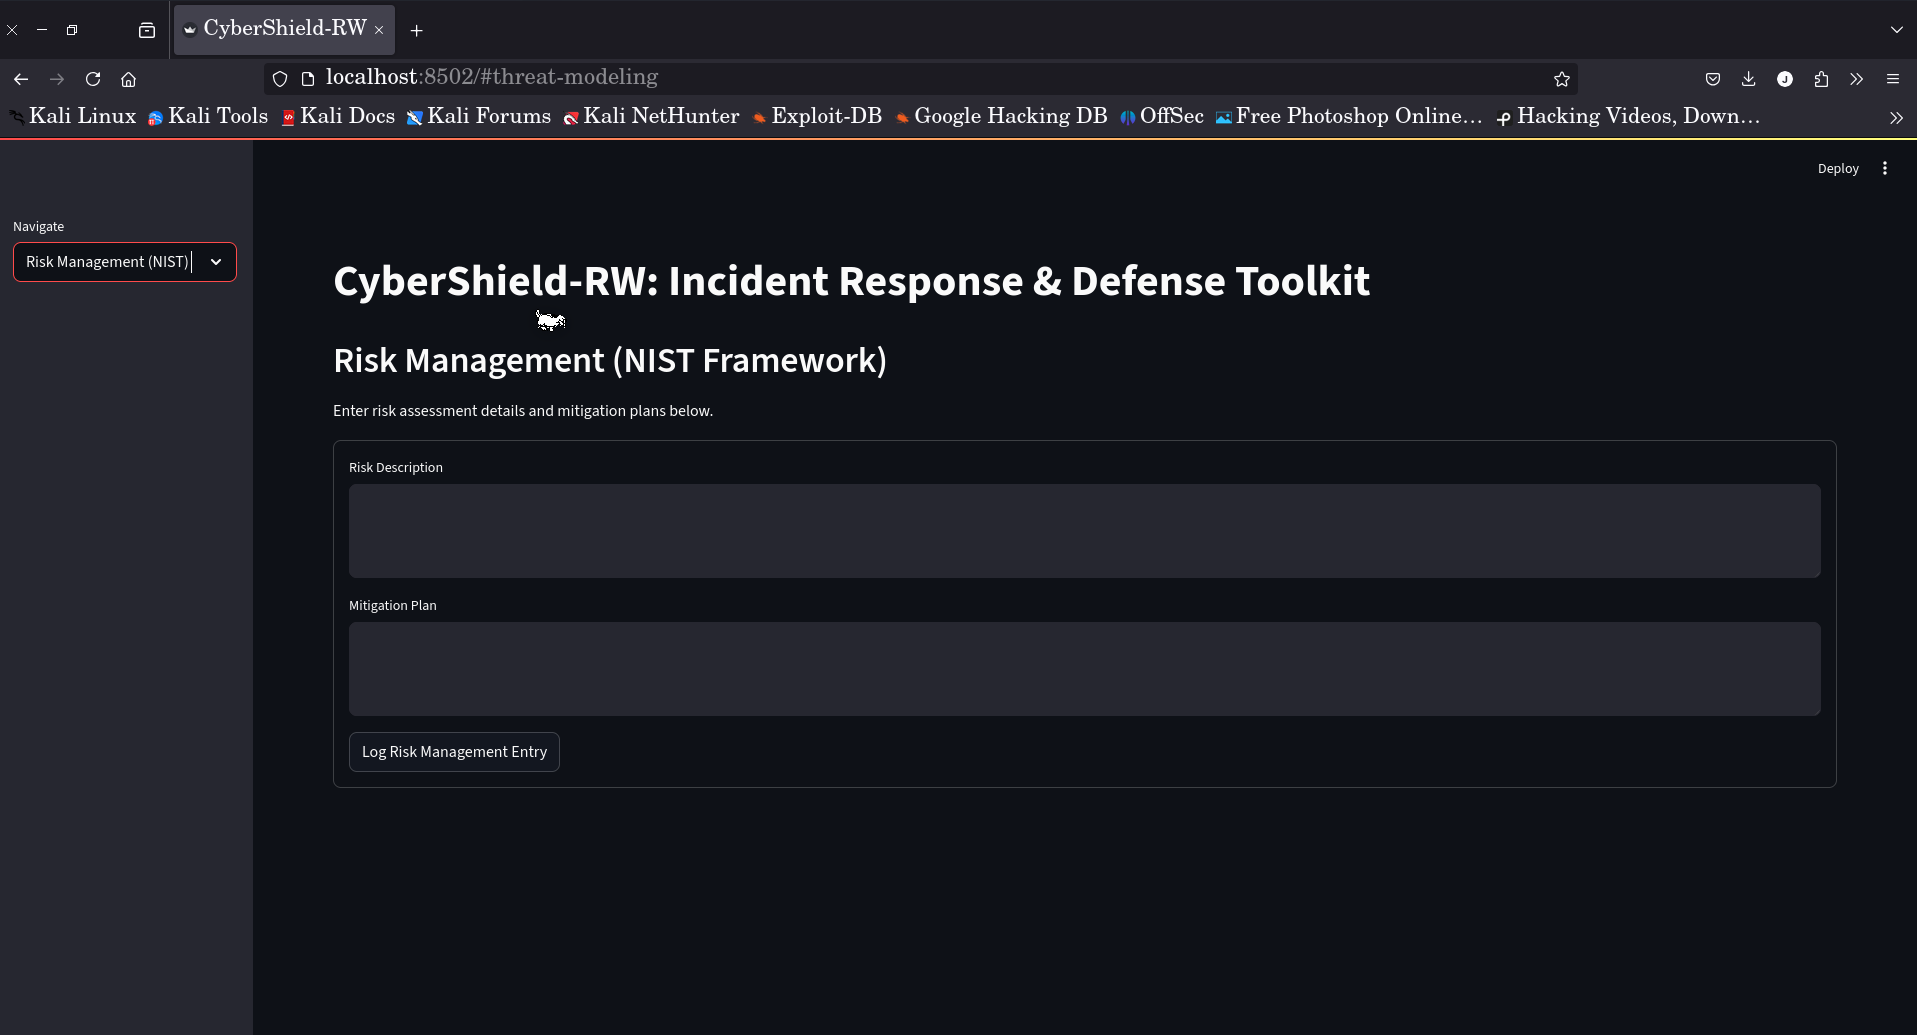 CyberShield-RW
localhost:8502/#threat-modeling
Kali Linux Kali Tools Kali Docs Kali Forums Kali NetHunter Exploit-DB Google Hacking DB OffSec Free Photoshop Online… Hacking Videos, Down…
Deploy
Navigate
Risk Management (NIST)
CyberShield-RW: Incident Response & Defense Toolkit
Risk Management (NIST Framework)
Enter risk assessment details and mitigation plans below.
Risk Description
Mitigation Plan
Log Risk Management Entry